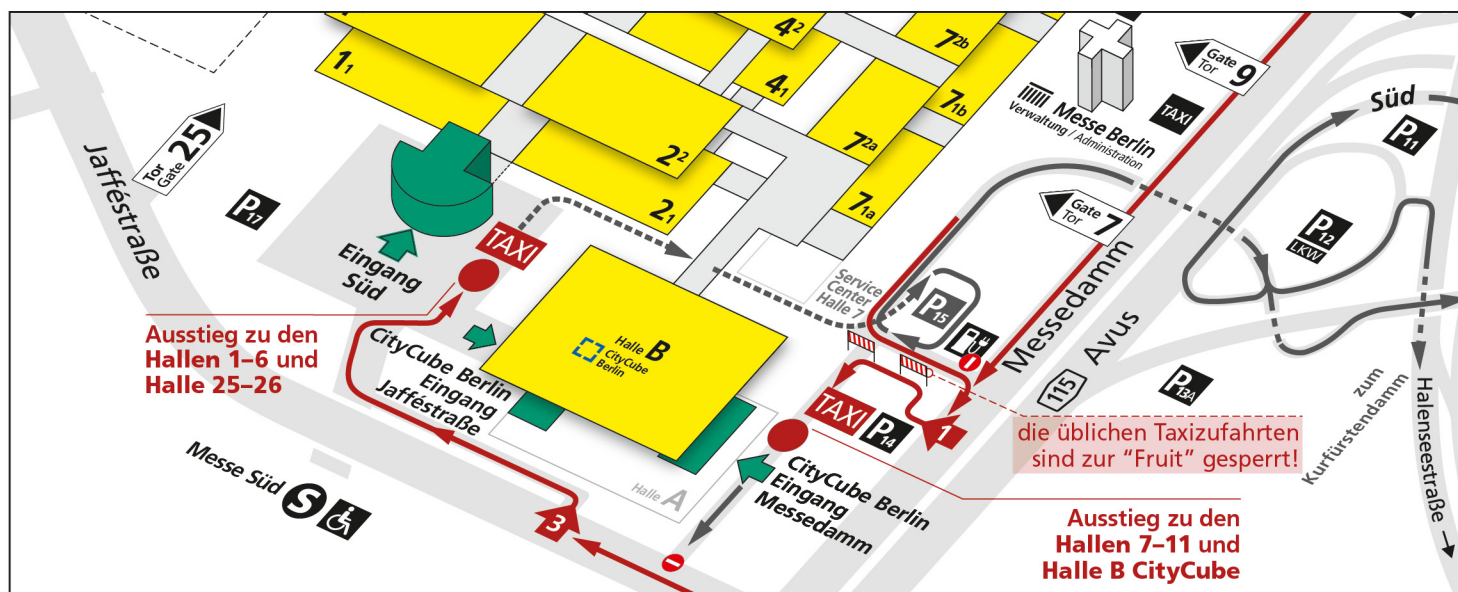 4²
7²ᵇ
1₁
4₁
7₁b
Gate
Tor
9
Süd
P11
Messe Berlin
Verwaltung / Administration
TAXI
Tor
Gate
25
Jafféstraße
2²
7²ᵃ
P17
2₁
7₁a
Gate
Tor
7
P12
LKW
TAXI
Eingang
Süd
Service
Center
Halle 7
P15
Messedamm
115
Avus
Ausstieg zu den
Hallen 1–6 und
Halle 25–26
Halle B
CityCube
Berlin
CityCube Berlin
Eingang
Jafféstraße
TAXI
P14
1
P13A
zum
Kurfürstendamm
Halenseestraße
die üblichen Taxizufahrten
sind zur “Fruit” gesperrt!
Messe Süd
S
3
Halle A
CityCube Berlin
Eingang
Messedamm
Ausstieg zu den
Hallen 7–11 und
Halle B CityCube